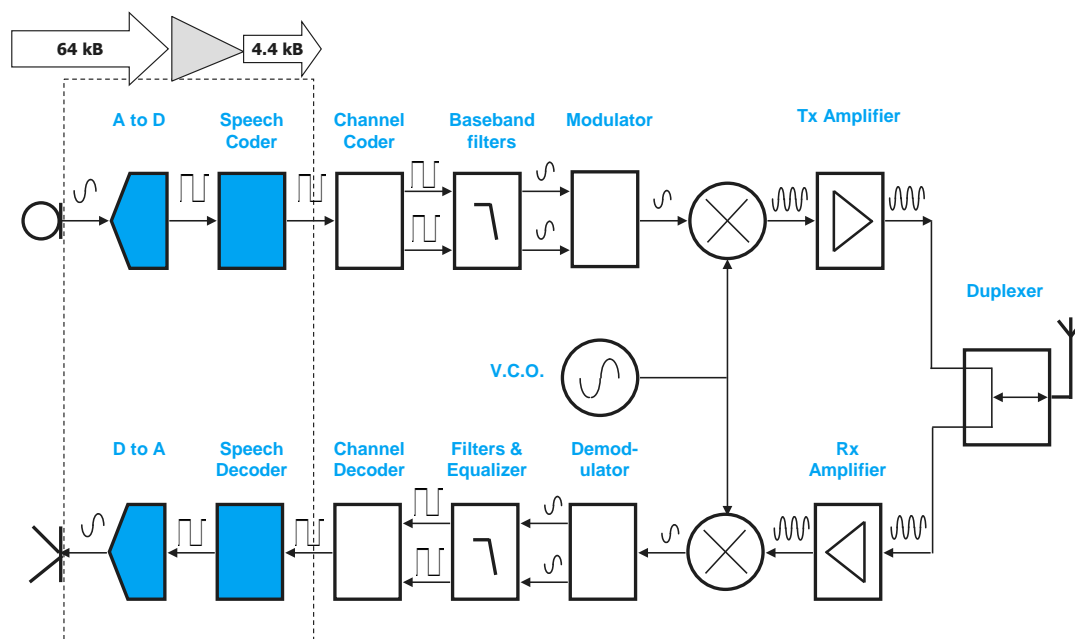 64 kB
4.4 kB
A to D
Speech
Coder
Channel
Coder
Baseband
filters
Modulator
Tx Amplifier
Duplexer
V.C.O.
D to A
Speech
Decoder
Channel
Decoder
Filters &
Equalizer
Demod-
ulator
Rx
Amplifier